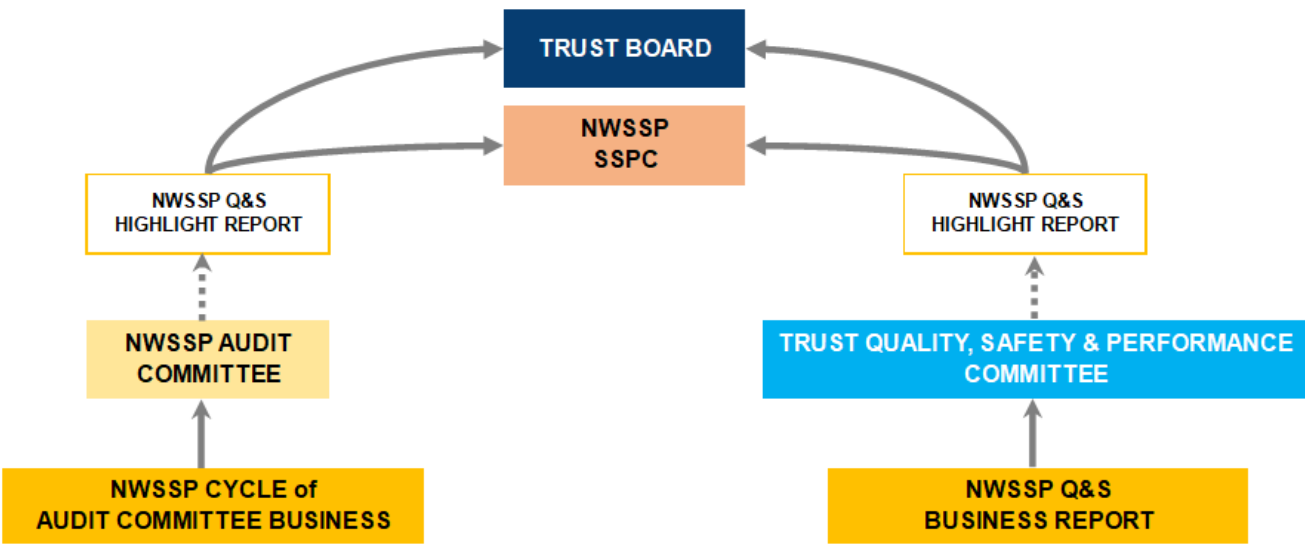 TRUST BOARD
NWSSP
SSPC
NWSSP Q&S
HIGHLIGHT REPORT
NWSSP Q&S
HIGHLIGHT REPORT
NWSSP AUDIT
COMMITTEE
TRUST QUALITY, SAFETY & PERFORMANCE
COMMITTEE
NWSSP CYCLE of
AUDIT COMMITTEE BUSINESS
NWSSP Q&S
BUSINESS REPORT